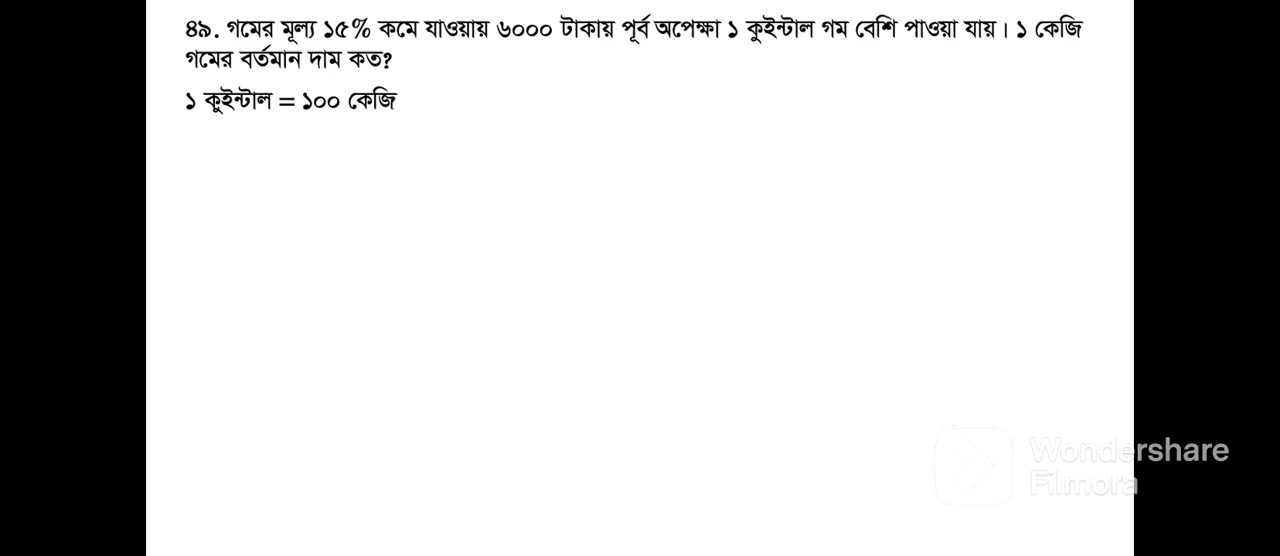 ৪৯. গমের মূল্য ১৫% কমে যাওয়ায় ৬০০০ টাকায় পূর্ব অপেক্ষা ১ কুইন্টাল গম বেশি পাওয়া যায়। ১ কেজি
গমের বর্তমান দাম কত?
১ কুইন্টাল = ১০০ কেজি
Wondershare
Filmora